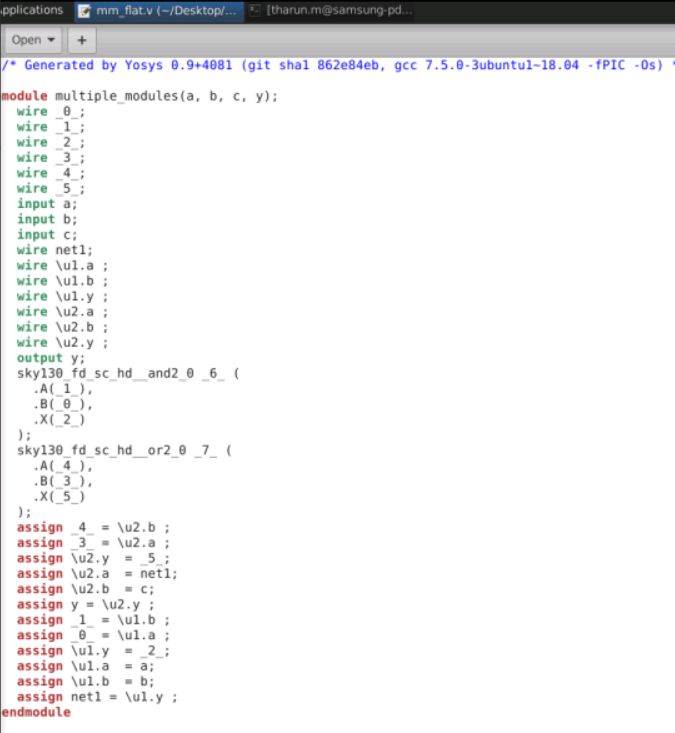 pplications mm_flat.v (~/Desktop/... [tharun.m@samsung-pd...
Open +
/* Generated by Yosys 0.9+4081 (git sha1 862e84eb, gcc 7.5.0-3ubuntu1~18.04 -fPIC -Os) *
module multiple_modules(a, b, c, y);
  wire _0_;
  wire _1_;
  wire _2_;
  wire _3_;
  wire _4_;
  wire _5_;
  input a;
  input b;
  input c;
  wire net1;
  wire \u1.a ;
  wire \u1.b ;
  wire \u1.y ;
  wire \u2.a ;
  wire \u2.b ;
  wire \u2.y ;
  output y;
  sky130_fd_sc_hd__and2_0 _6_ (
    .A(_1_),
    .B(_0_),
    .X(_2_)
  );
  sky130_fd_sc_hd__or2_0 _7_ (
    .A(_4_),
    .B(_3_),
    .X(_5_)
  );
  assign _4_ = \u2.b ;
  assign _3_ = \u2.a ;
  assign \u2.y  = _5_;
  assign \u2.a  = net1;
  assign \u2.b  = c;
  assign y = \u2.y ;
  assign _1_ = \u1.b ;
  assign _0_ = \u1.a ;
  assign \u1.y  = _2_;
  assign \u1.a  = a;
  assign \u1.b  = b;
  assign net1 = \u1.y ;
endmodule